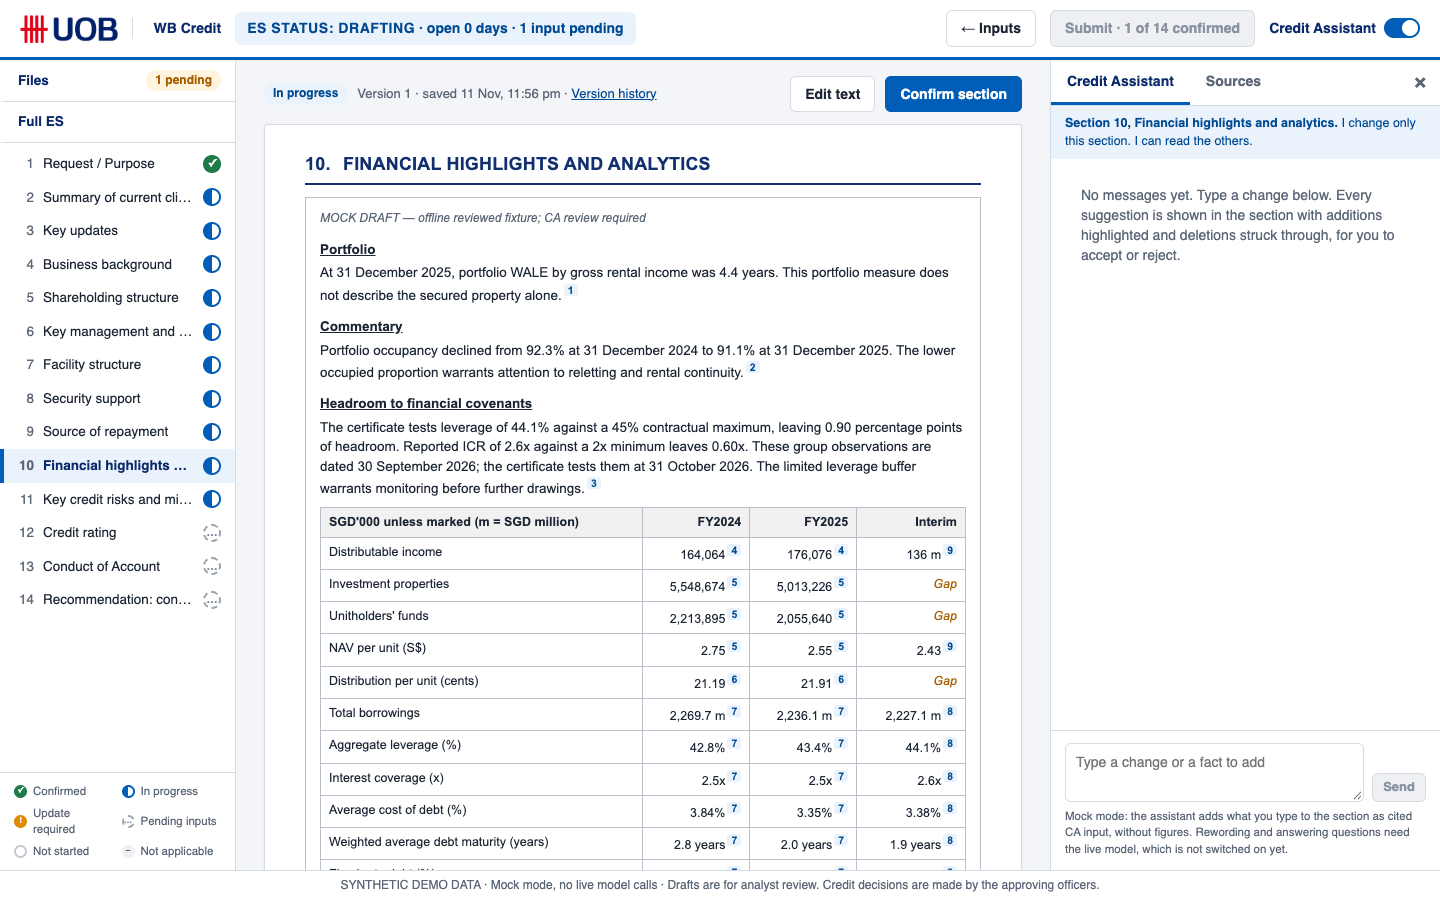 UOB
WB Credit
ES STATUS: DRAFTING · open 0 days · 1 input pending
← Inputs
Submit · 1 of 14 confirmed
Credit Assistant
Files
1 pending
Full ES
1 Request / Purpose
2 Summary of current cli...
3 Key updates
4 Business background
5 Shareholding structure
6 Key management and ...
7 Facility structure
8 Security support
9 Source of repayment
10 Financial highlights ...
11 Key credit risks and mi...
12 Credit rating
13 Conduct of Account
14 Recommendation: con...
Confirmed
In progress
Update required
Pending inputs
Not started
Not applicable
In progress
Version 1 · saved 11 Nov, 11:56 pm · Version history
Edit text
Confirm section
10. FINANCIAL HIGHLIGHTS AND ANALYTICS
MOCK DRAFT — offline reviewed fixture; CA review required
Portfolio
At 31 December 2025, portfolio WALE by gross rental income was 4.4 years. This portfolio measure does
not describe the secured property alone. 1
Commentary
Portfolio occupancy declined from 92.3% at 31 December 2024 to 91.1% at 31 December 2025. The lower
occupied proportion warrants attention to reletting and rental continuity. 2
Headroom to financial covenants
The certificate tests leverage of 44.1% against a 45% contractual maximum, leaving 0.90 percentage points
of headroom. Reported ICR of 2.6x against a 2x minimum leaves 0.60x. These group observations are
dated 30 September 2026; the certificate tests them at 31 October 2026. The limited leverage buffer
warrants monitoring before further drawings. 3
SGD'000 unless marked (m = SGD million) FY2024 FY2025 Interim
Distributable income 164,064 4 176,076 4 136 m 9
Investment properties 5,548,674 5 5,013,226 5 Gap
Unitholders' funds 2,213,895 5 2,055,640 5 Gap
NAV per unit (S$) 2.75 5 2.55 5 2.43 9
Distribution per unit (cents) 21.19 6 21.91 6 Gap
Total borrowings 2,269.7 m 7 2,236.1 m 7 2,227.1 m 8
Aggregate leverage (%) 42.8% 7 43.4% 7 44.1% 8
Interest coverage (x) 2.5x 7 2.5x 7 2.6x 8
Average cost of debt (%) 3.84% 7 3.35% 7 3.38% 8
Weighted average debt maturity (years) 2.8 years 7 2.0 years 7 1.9 years 8
Credit Assistant
Sources
×
Section 10, Financial highlights and analytics. I change only
this section. I can read the others.
No messages yet. Type a change below. Every
suggestion is shown in the section with additions
highlighted and deletions struck through, for you to
accept or reject.
Type a change or a fact to add
Send
Mock mode: the assistant adds what you type to the section as cited
CA input, without figures. Rewording and answering questions need
the live model, which is not switched on yet.
SYNTHETIC DEMO DATA · Mock mode, no live model calls · Drafts are for analyst review. Credit decisions are made by the approving officers.